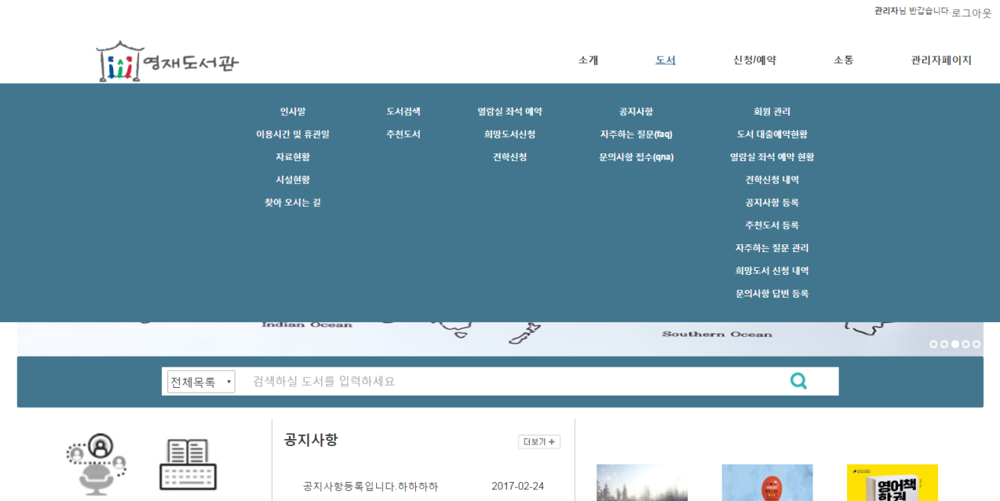 관리자님 반갑습니다. 로그아웃
영재도서관
소개 도서 신청/예약 소통 관리자페이지
인사말 도서검색 열람실 좌석 예약 공지사항 회원 관리
이용시간 및 휴관일 추천도서 희망도서신청 자주하는 질문(faq) 도서 대출예약현황
자료현황 견학신청 문의사항 접수(qna) 열람실 좌석 예약 현황
시설현황 견학신청 내역
찾아 오시는 길 공지사항 등록
추천도서 등록
자주하는 질문 관리
희망도서 신청 내역
문의사항 답변 등록
Indian Ocean
Southern Ocean
전체목록 검색하실 도서를 입력하세요
공지사항 더보기 +
공지사항등록입니다.하하하하 2017-02-24
영어책
한권